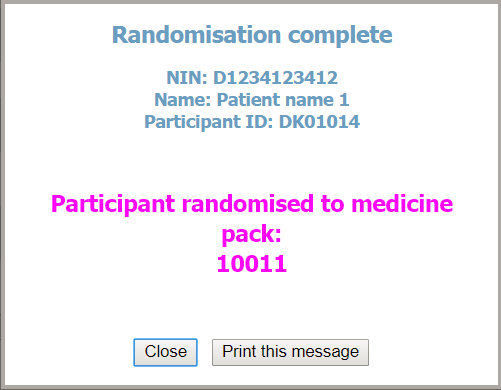 Randomisation complete
NIN: D1234123412
Name: Patient name 1
Participant ID: DK01014
Participant randomised to medicine
pack:
10011
Close
Print this message